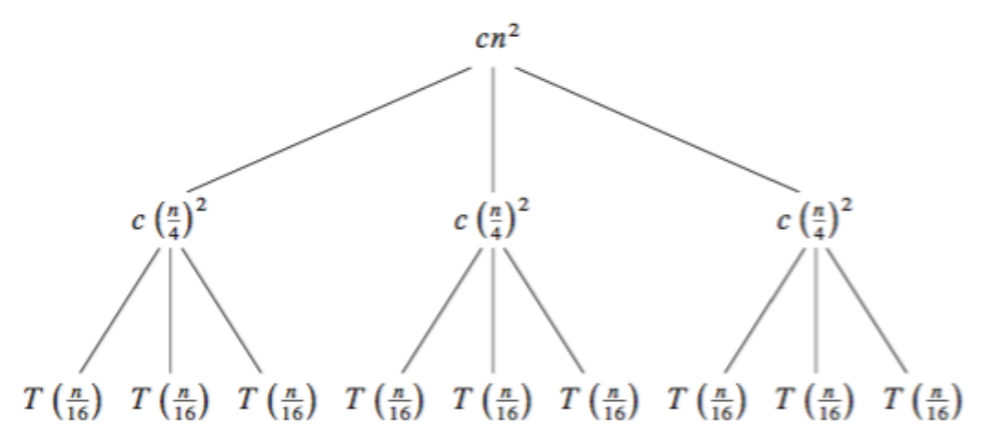 cn²
c (n/4)² c (n/4)² c (n/4)²
T (n/16) T (n/16) T (n/16) T (n/16) T (n/16) T (n/16) T (n/16) T (n/16) T (n/16)